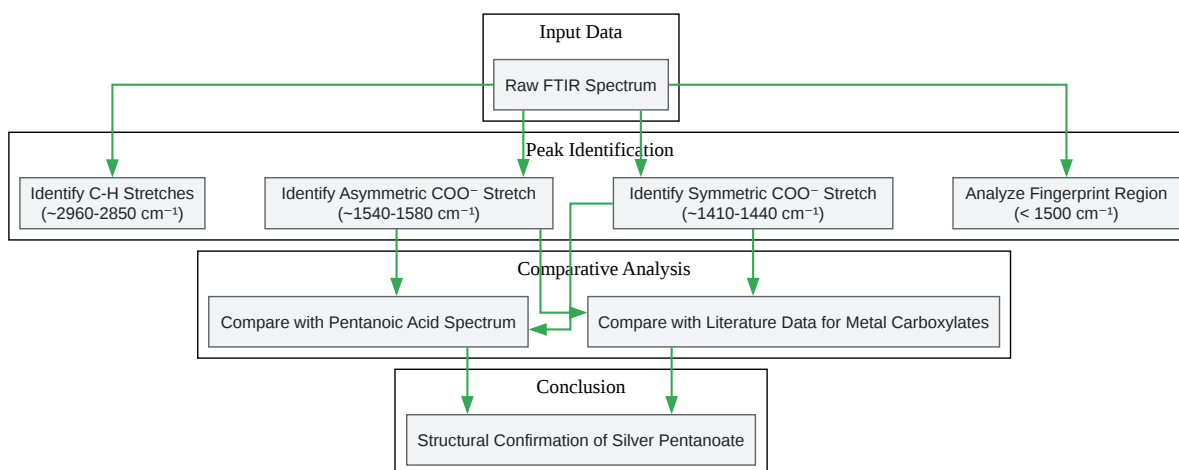 Input Data
Raw FTIR Spectrum
Peak Identification
Identify C-H Stretches
(~2960-2850 cm⁻¹)
Identify Asymmetric COO⁻ Stretch
(~1540-1580 cm⁻¹)
Identify Symmetric COO⁻ Stretch
(~1410-1440 cm⁻¹)
Analyze Fingerprint Region
(< 1500 cm⁻¹)
Comparative Analysis
Compare with Pentanoic Acid Spectrum
Compare with Literature Data for Metal Carboxylates
Conclusion
Structural Confirmation of Silver Pentanoate